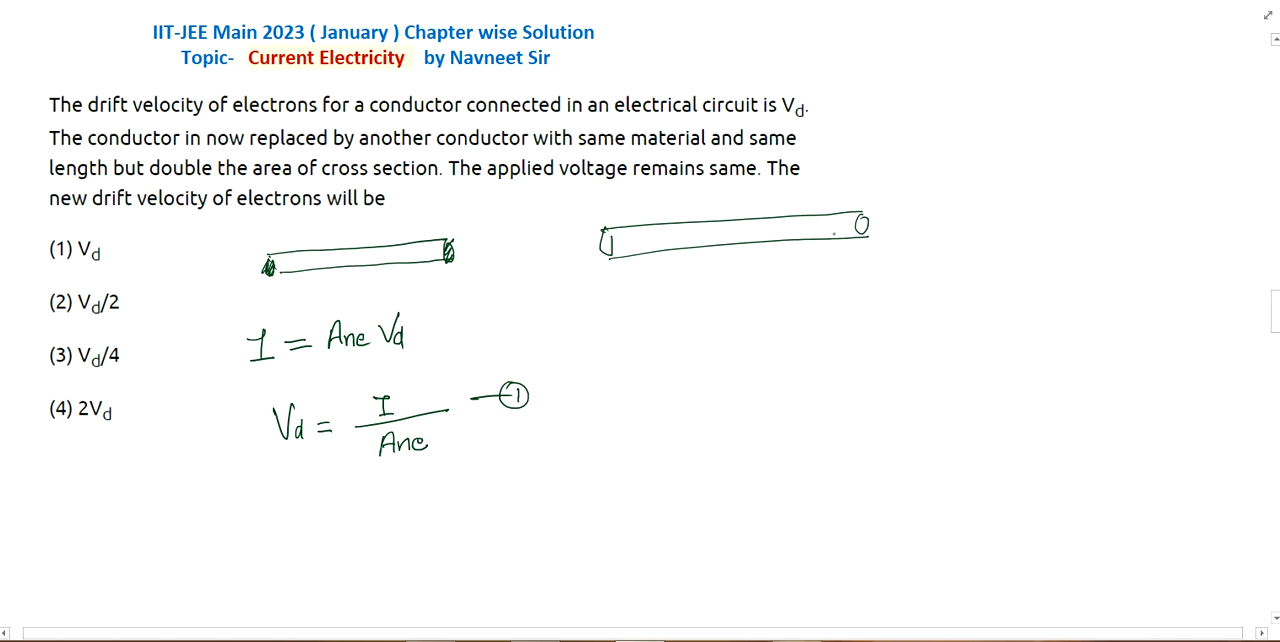 IIT-JEE Main 2023 ( January ) Chapter wise Solution
Topic- Current Electricity by Navneet Sir
The drift velocity of electrons for a conductor connected in an electrical circuit is Vd.
The conductor in now replaced by another conductor with same material and same
length but double the area of cross section. The applied voltage remains same. The
new drift velocity of electrons will be
(1) Vd
(2) Vd/2
(3) Vd/4
(4) 2Vd
I = Ane Vd
Vd = I / Ane — ①